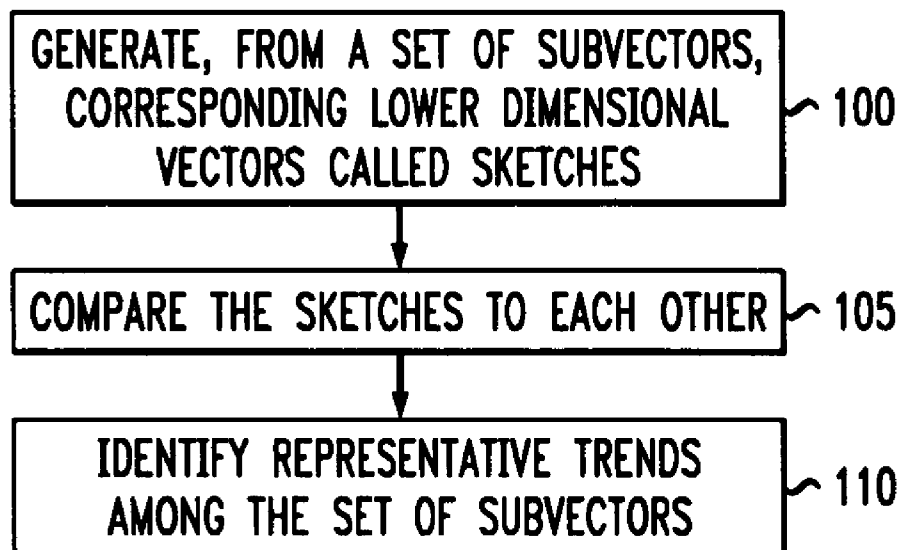 GENERATE, FROM A SET OF SUBVECTORS,
CORRESPONDING LOWER DIMENSIONAL
VECTORS CALLED SKETCHES
100
COMPARE THE SKETCHES TO EACH OTHER
105
IDENTIFY REPRESENTATIVE TRENDS
AMONG THE SET OF SUBVECTORS
110